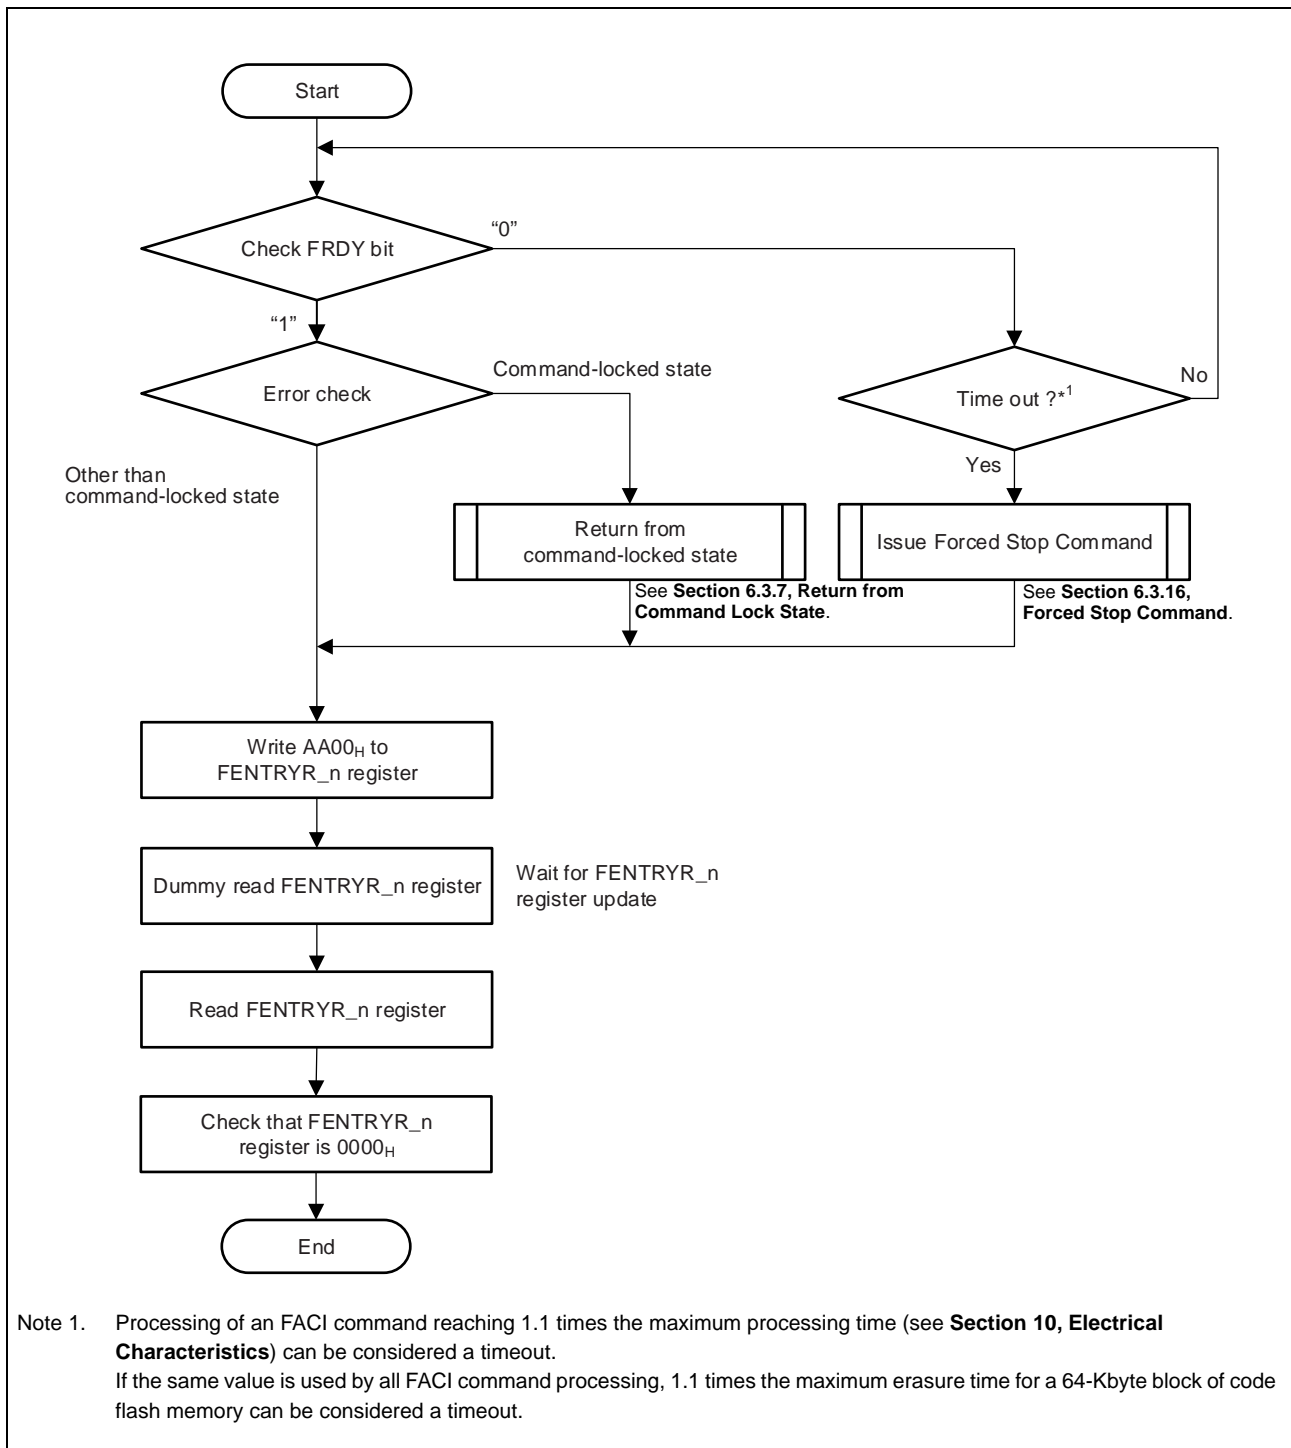 Start
Check FRDY bit
“0”
“1”
Error check
Command-locked state
Time out ?*1
No
Other than
command-locked state
Yes
Return from
command-locked state
Issue Forced Stop Command
See Section 6.3.7, Return from
Command Lock State.
See Section 6.3.16,
Forced Stop Command.
Write AA00H to
FENTRYR_n register
Dummy read FENTRYR_n register
Wait for FENTRYR_n
register update
Read FENTRYR_n register
Check that FENTRYR_n
register is 0000H
End
Note 1. Processing of an FACI command reaching 1.1 times the maximum processing time (see Section 10, Electrical
Characteristics) can be considered a timeout.
If the same value is used by all FACI command processing, 1.1 times the maximum erasure time for a 64-Kbyte block of code
flash memory can be considered a timeout.